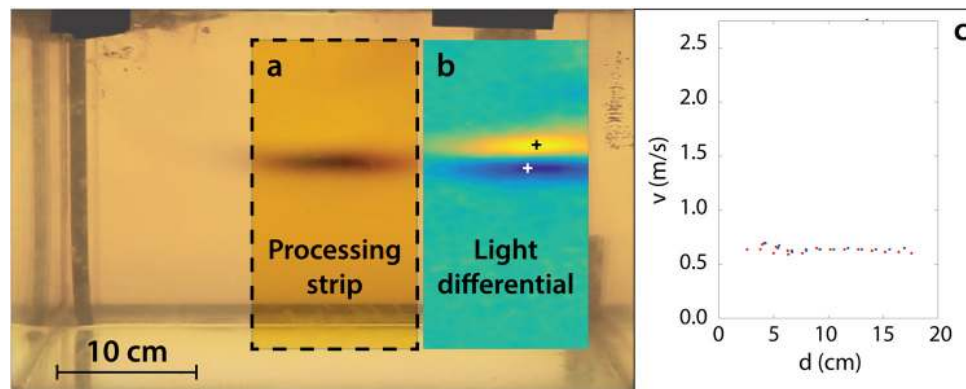 a
b
Processing
strip
Light
differential
10 cm
c
v (m/s)
2.5
2.0
1.5
1.0
0.5
0.0
0
5
10
15
20
d (cm)